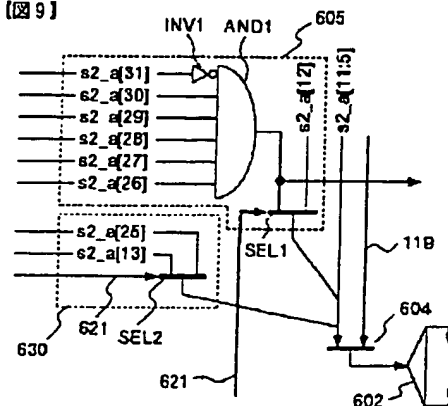 【図9】
INV1
AND1
605
s2_a[31]
s2_a[30]
s2_a[29]
s2_a[28]
s2_a[27]
s2_a[26]
s2_a[12]
s2_a[11:5]
SEL1
119
s2_a[25]
s2_a[13]
621
SEL2
630
621
604
602